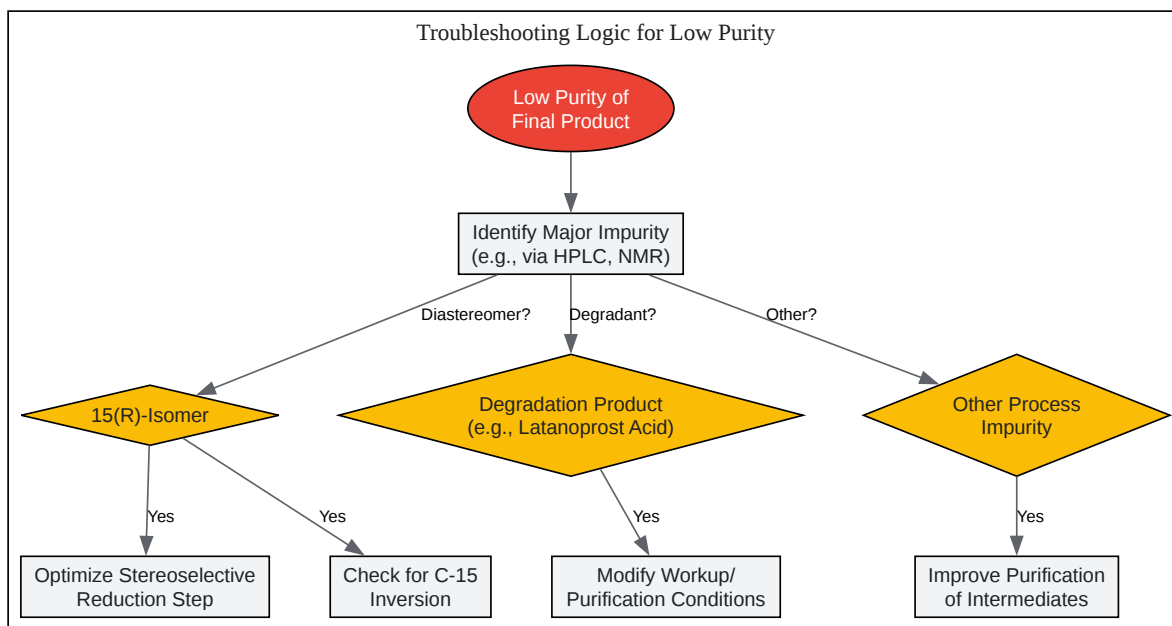 Troubleshooting Logic for Low Purity
Low Purity of
Final Product
Identify Major Impurity
(e.g., via HPLC, NMR)
Diastereomer?
Degradant?
Other?
15(R)-Isomer
Degradation Product
(e.g., Latanoprost Acid)
Other Process
Impurity
Yes
Yes
Yes
Yes
Optimize Stereoselective
Reduction Step
Check for C-15
Inversion
Modify Workup/
Purification Conditions
Improve Purification
of Intermediates